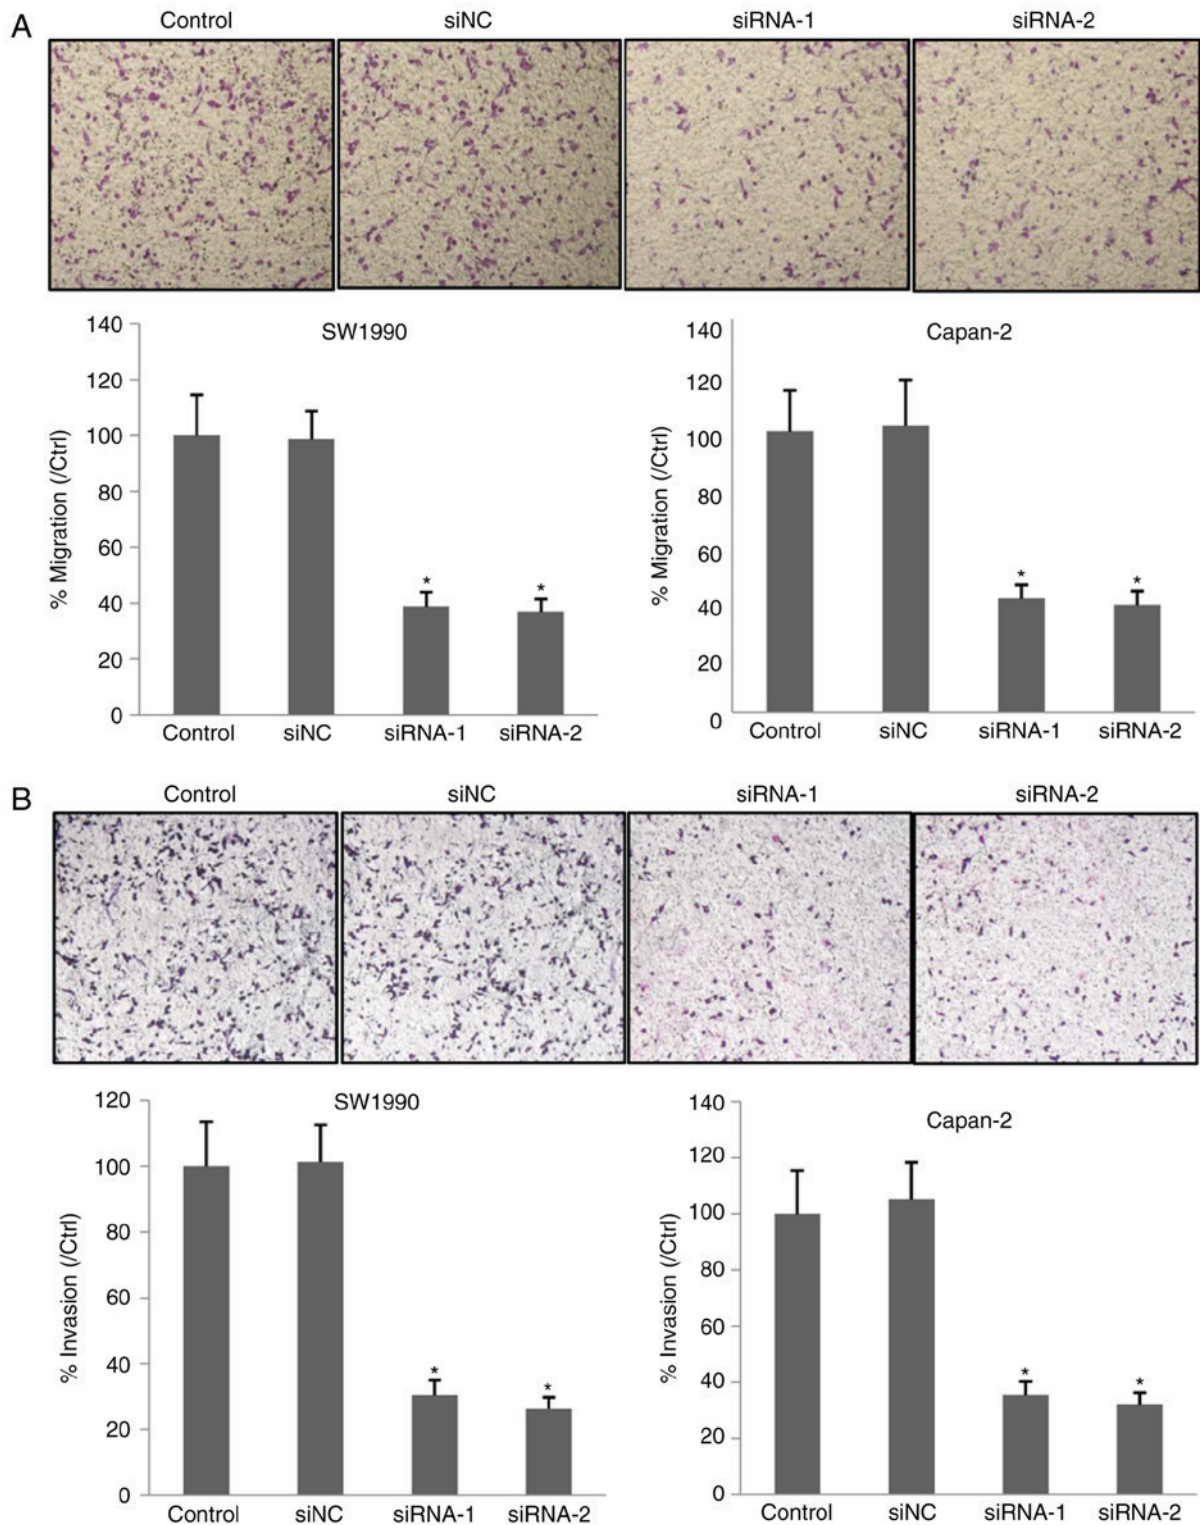 A
Control siNC siRNA-1 siRNA-2
SW1990
% Migration (/Ctrl)
140
120
100
80
60
40
20
0
Control siNC siRNA-1 siRNA-2
* *
Capan-2
% Migration (/Ctrl)
140
120
100
80
60
40
20
0
Control siNC siRNA-1 siRNA-2
* *
B
Control siNC siRNA-1 siRNA-2
SW1990
% Invasion (/Ctrl)
120
100
80
60
40
20
0
Control siNC siRNA-1 siRNA-2
* *
Capan-2
% Invasion (/Ctrl)
140
120
100
80
60
40
20
0
Control siNC siRNA-1 siRNA-2
* *